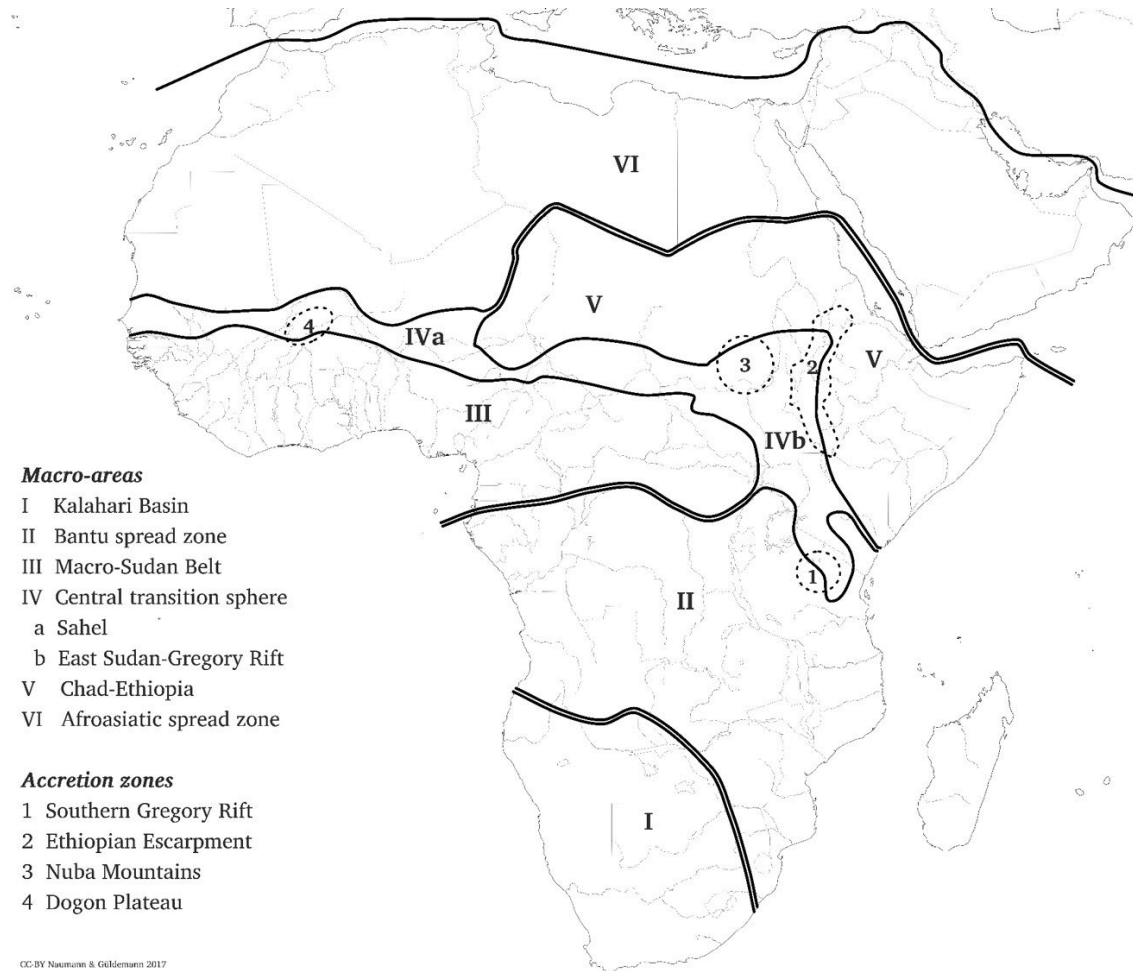 VI
V
4
IVa
3
2
V
III
IVb
1
II
I
Macro-areas
I Kalahari Basin
II Bantu spread zone
III Macro-Sudan Belt
IV Central transition sphere
a Sahel
b East Sudan-Gregory Rift
V Chad-Ethiopia
VI Afroasiatic spread zone
Accretion zones
1 Southern Gregory Rift
2 Ethiopian Escarpment
3 Nuba Mountains
4 Dogon Plateau
CC-BY Naumann & Güldemann 2017